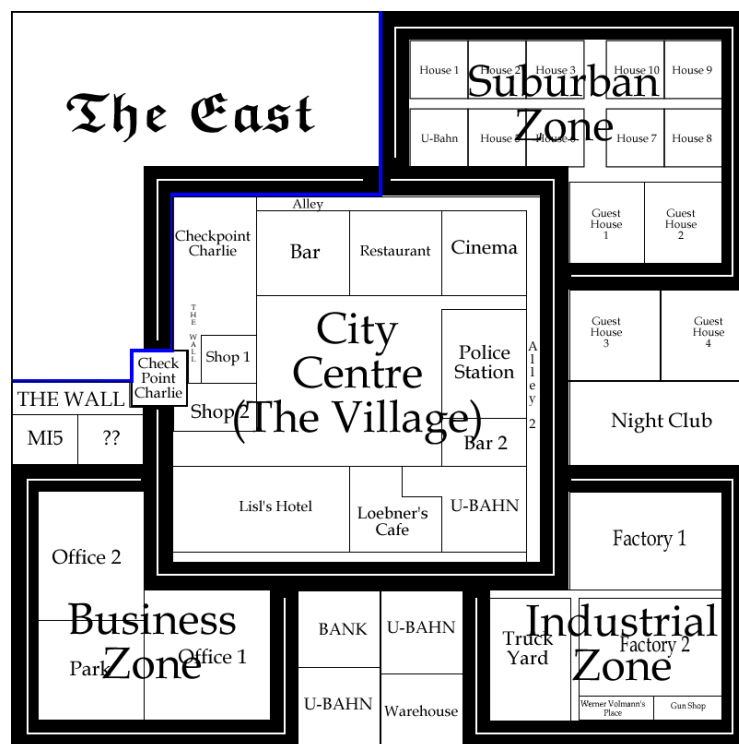 The East
Suburban
Zone
House 1
House 2
House 3
House 10
House 9
U-Bahn
House 5
House 6
House 7
House 8
Guest
House
1
Guest
House
2
Alley
Checkpoint
Charlie
Bar
Restaurant
Cinema
THE WALL
Shop 1
Shop 2
City
Centre
(The Village)
Police
Station
Alley 2
Bar 2
Guest
House
3
Guest
House
4
Night Club
Check
Point
Charlie
THE WALL
MI5
??
Lisl's Hotel
Loebner's
Cafe
U-BAHN
Office 2
Business
Zone
Park
Office 1
BANK
U-BAHN
U-BAHN
Warehouse
Factory 1
Industrial
Zone
Truck
Yard
Factory 2
Werner Volmann's
Place
Gun Shop